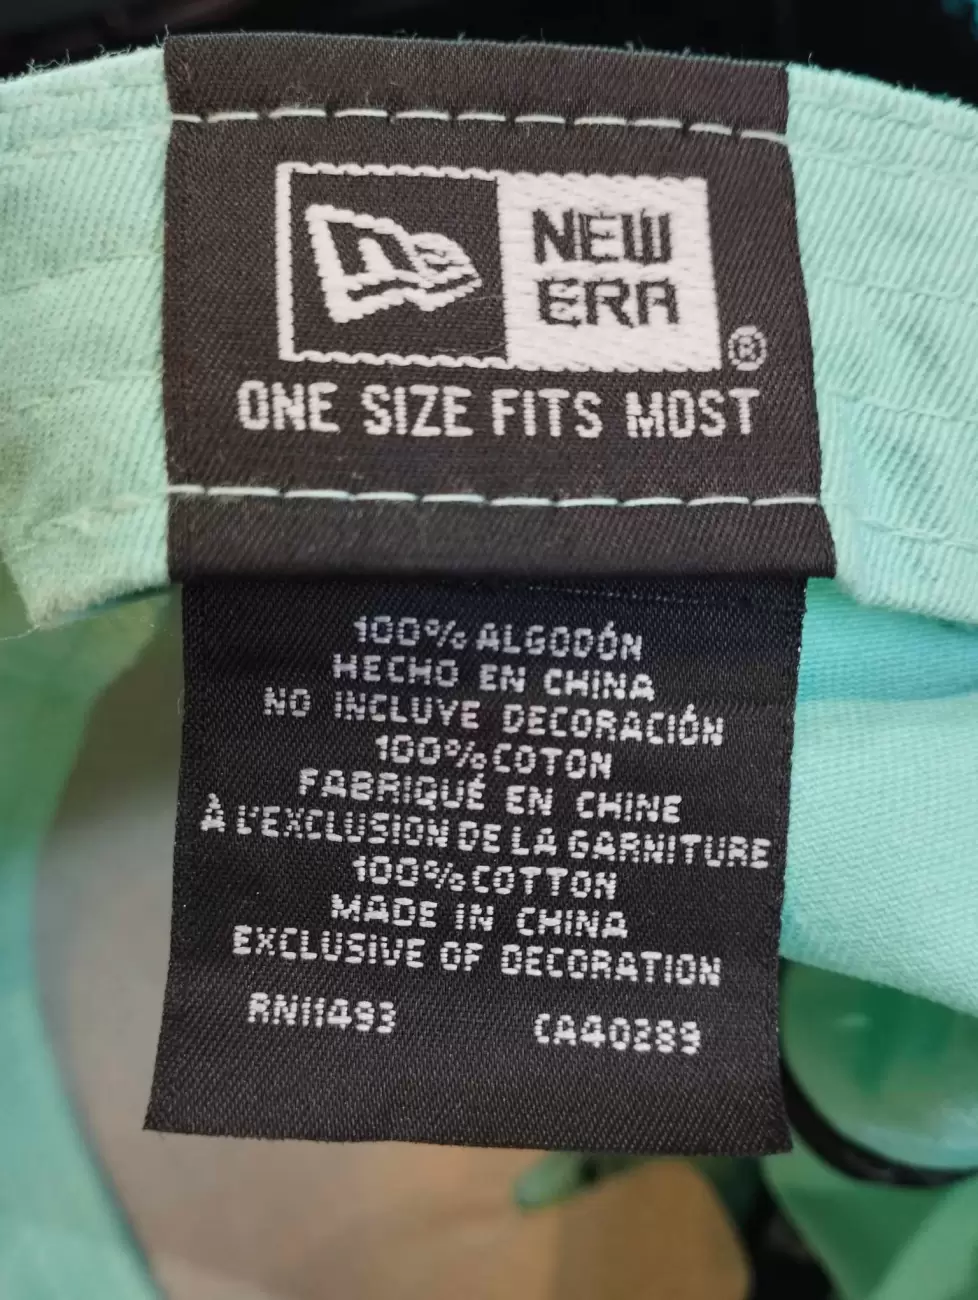 NEW
ERA
®
ONE SIZE FITS MOST
100% ALGODÓN
HECHO EN CHINA
NO INCLUYE DECORACIÓN
100% COTON
FABRIQUÉ EN CHINE
À L'EXCLUSION DE LA GARNITURE
100% COTTON
MADE IN CHINA
EXCLUSIVE OF DECORATION
RN11493 CA40289